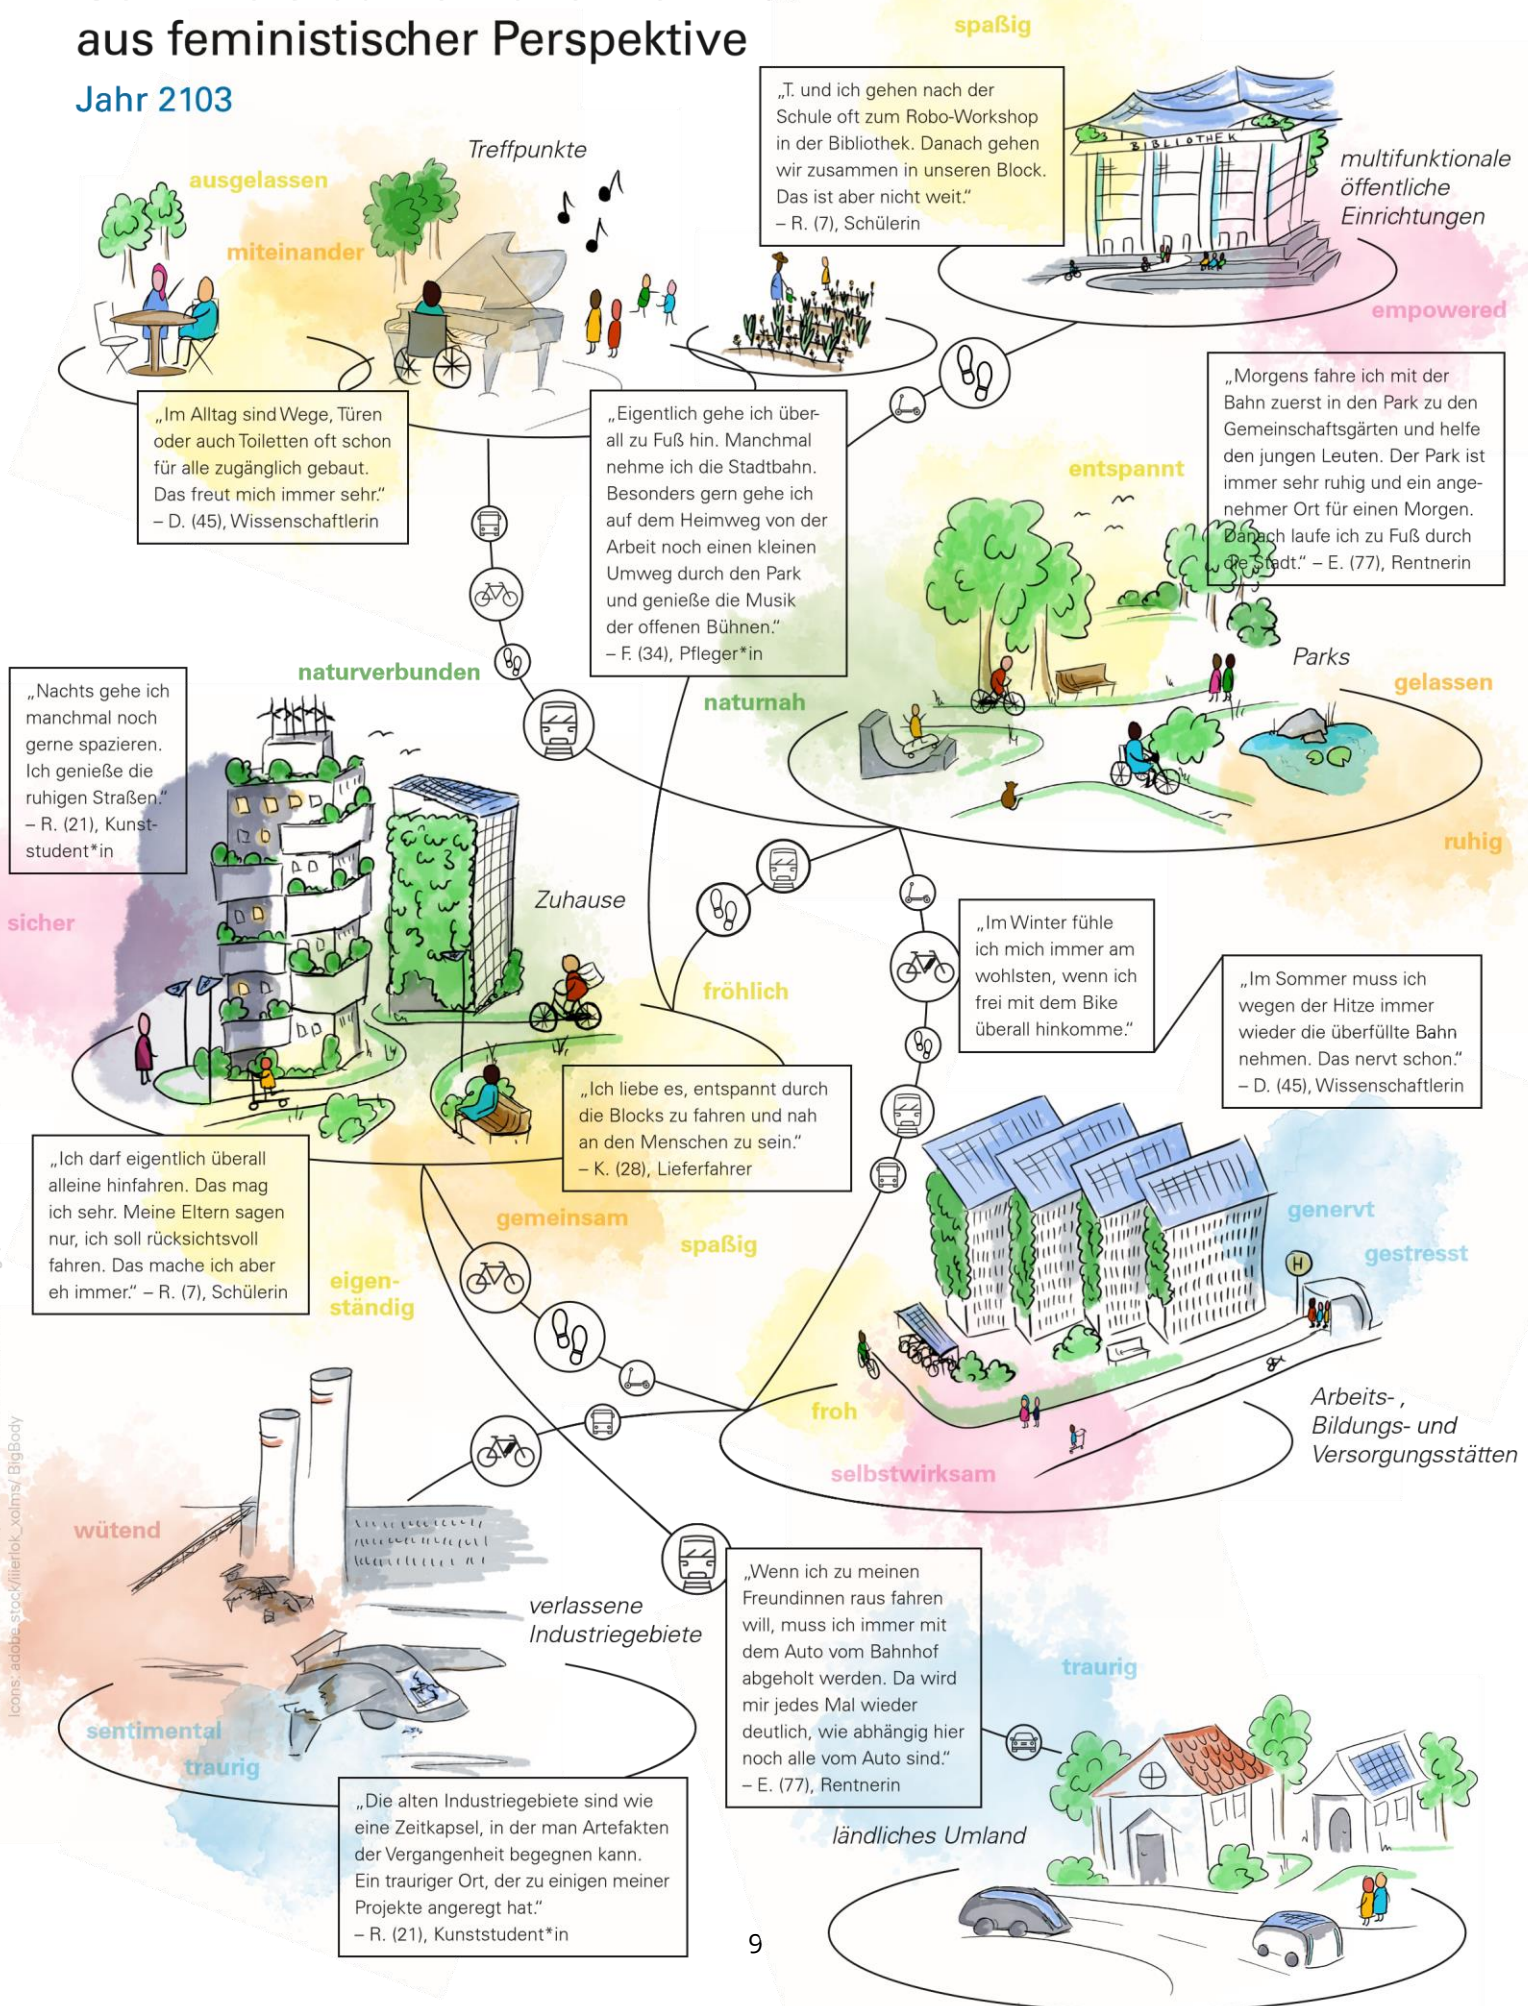 aus feministischer Perspektive
Jahr 2103
spaßig
„T. und ich gehen nach der
Schule oft zum Robo-Workshop
in der Bibliothek. Danach gehen
wir zusammen in unseren Block.
Das ist aber nicht weit.“
– R. (7), Schülerin
BIBLIOTHEK
multifunktionale
öffentliche
Einrichtungen
empowered
Treffpunkte
ausgelassen
miteinander
„Im Alltag sind Wege, Türen
oder auch Toiletten oft schon
für alle zugänglich gebaut.
Das freut mich immer sehr.“
– D. (45), Wissenschaftlerin
„Eigentlich gehe ich über-
all zu Fuß hin. Manchmal
nehme ich die Stadtbahn.
Besonders gern gehe ich
auf dem Heimweg von der
Arbeit noch einen kleinen
Umweg durch den Park
und genieße die Musik
der offenen Bühnen.“
– F. (34), Pfleger*in
„Morgens fahre ich mit der
Bahn zuerst in den Park zu den
Gemeinschaftsgärten und helfe
den jungen Leuten. Der Park ist
immer sehr ruhig und ein ange-
nehmer Ort für einen Morgen.
Danach laufe ich zu Fuß durch
die Stadt.“ – E. (77), Rentnerin
entspannt
Parks
gelassen
naturnah
ruhig
naturverbunden
„Nachts gehe ich
manchmal noch
gerne spazieren.
Ich genieße die
ruhigen Straßen.“
– R. (21), Kunst-
student*in
sicher
Zuhause
fröhlich
„Im Winter fühle
ich mich immer am
wohlsten, wenn ich
frei mit dem Bike
überall hinkomme.“
„Im Sommer muss ich
wegen der Hitze immer
wieder die überfüllte Bahn
nehmen. Das nervt schon.“
– D. (45), Wissenschaftlerin
„Ich liebe es, entspannt durch
die Blocks zu fahren und nah
an den Menschen zu sein.“
– K. (28), Lieferfahrer
„Ich darf eigentlich überall
alleine hinfahren. Das mag
ich sehr. Meine Eltern sagen
nur, ich soll rücksichtsvoll
fahren. Das mache ich aber
eh immer.“ – R. (7), Schülerin
gemeinsam
spaßig
eigen-
ständig
genervt
gestresst
H
froh
selbstwirksam
Arbeits- ,
Bildungs- und
Versorgungsstätten
wütend
verlassene
Industriegebiete
sentimental
traurig
„Die alten Industriegebiete sind wie
eine Zeitkapsel, in der man Artefakten
der Vergangenheit begegnen kann.
Ein trauriger Ort, der zu einigen meiner
Projekte angeregt hat.“
– R. (21), Kunststudent*in
„Wenn ich zu meinen
Freundinnen raus fahren
will, muss ich immer mit
dem Auto vom Bahnhof
abgeholt werden. Da wird
mir jedes Mal wieder
deutlich, wie abhängig hier
noch alle vom Auto sind.“
– E. (77), Rentnerin
traurig
ländliches Umland
9